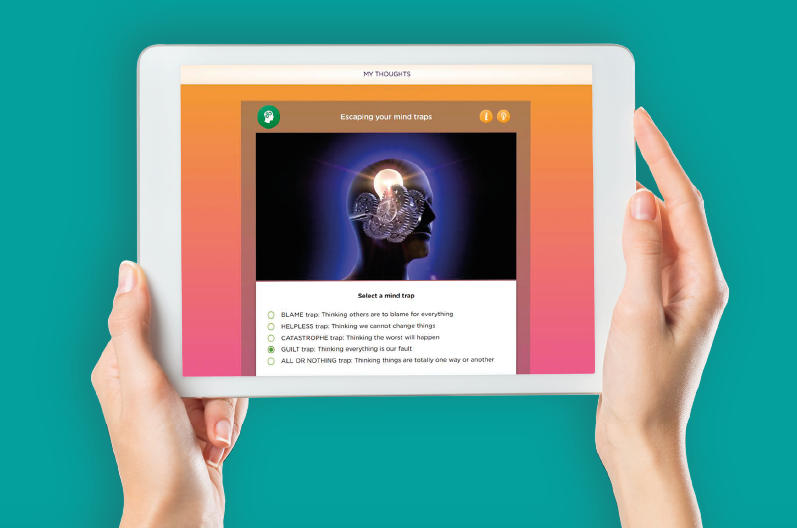 MY THOUGHTS
Escaping your mind traps
Select a mind trap
BLAME trap: Thinking others are to blame for everything
HELPLESS trap: Thinking we cannot change things
CATASTROPHE trap: Thinking the worst will happen
GUILT trap: Thinking everything is our fault
ALL OR NOTHING trap: Thinking things are totally one way or another